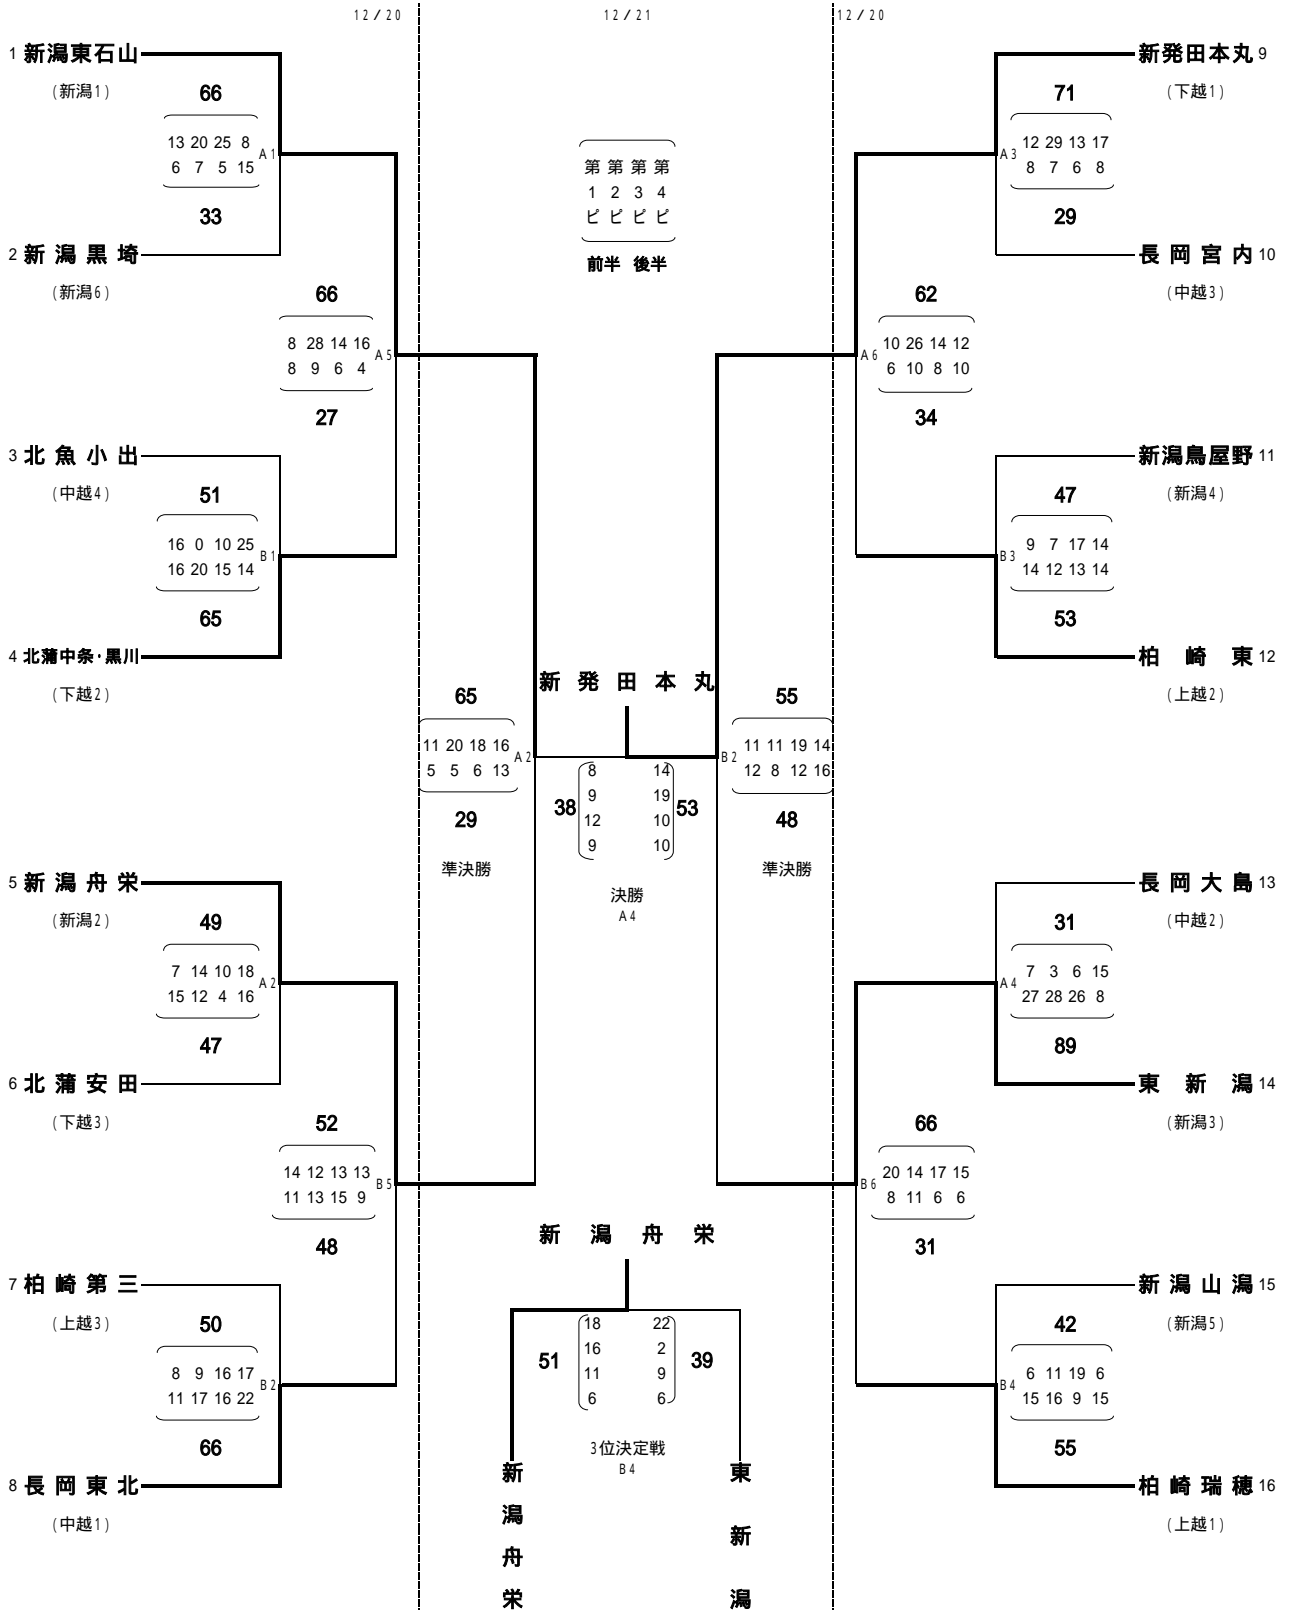 12/20
12/21
12/20
1 新潟東石山
(新潟1)
66
13 20 25 8
A1
6 7 5 15
33
2 新潟黒埼
(新潟6)
66
8 28 14 16
A5
8 9 6 4
27
3 北魚小出
(中越4)
51
16 0 10 25
B1
16 20 15 14
65
4 北蒲中条・黒川
(下越2)
5 新潟舟栄
(新潟2)
49
7 14 10 18
A2
15 12 4 16
47
6 北蒲安田
(下越3)
52
14 12 13 13
B5
11 13 15 9
48
7 柏崎第三
(上越3)
50
8 9 16 17
B2
11 17 16 22
66
8 長岡東北
(中越1)
65
11 20 18 16
A2
5 5 6 13
29
準決勝
第 第 第 第
1 2 3 4
ピ ピ ピ ピ
前半 後半
新発田本丸
8 14
9 19
38 53
12 10
9 10
決勝
A4
新潟舟栄
18 22
16 2
51 39
11 9
6 6
3位決定戦
B4
新潟舟栄
東新潟
55
B2
11 11 19 14
12 8 12 16
48
準決勝
新発田本丸 9
(下越1)
71
A3
12 29 13 17
8 7 6 8
29
長岡宮内 10
(中越3)
62
A6
10 26 14 12
6 10 8 10
34
新潟鳥屋野 11
(新潟4)
47
B3
9 7 17 14
14 12 13 14
53
柏崎東 12
(上越2)
長岡大島 13
(中越2)
31
A4
7 3 6 15
27 28 26 8
89
東新潟 14
(新潟3)
66
B6
20 14 17 15
8 11 6 6
31
新潟山潟 15
(新潟5)
42
B4
6 11 19 6
15 16 9 15
55
柏崎瑞穂 16
(上越1)